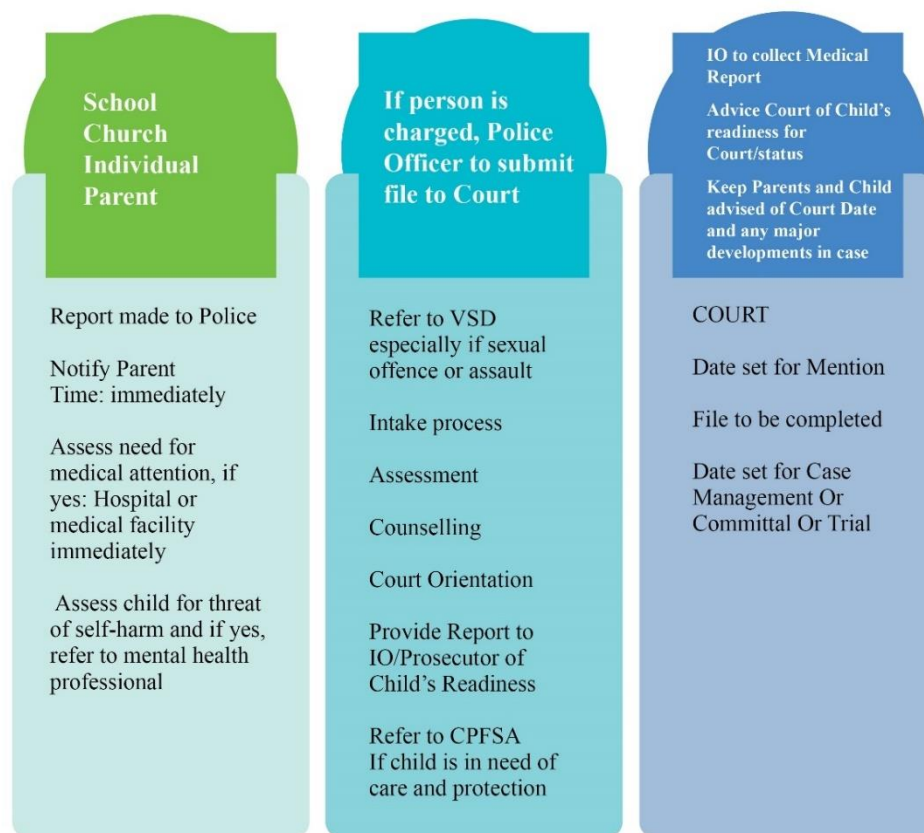 School
Church
Individual
Parent
Report made to Police
Notify Parent
Time: immediately
Assess need for
medical attention, if
yes: Hospital or
medical facility
immediately
Assess child for threat
of self-harm and if yes,
refer to mental health
professional
If person is
charged, Police
Officer to submit
file to Court
Refer to VSD
especially if sexual
offence or assault
Intake process
Assessment
Counselling
Court Orientation
Provide Report to
IO/Prosecutor of
Child's Readiness
Refer to CPFSA
If child is in need of
care and protection
IO to collect Medical
Report
Advice Court of Child's
readiness for
Court/status
Keep Parents and Child
advised of Court Date
and any major
developments in case
COURT
Date set for Mention
File to be completed
Date set for Case
Management Or
Committal Or Trial